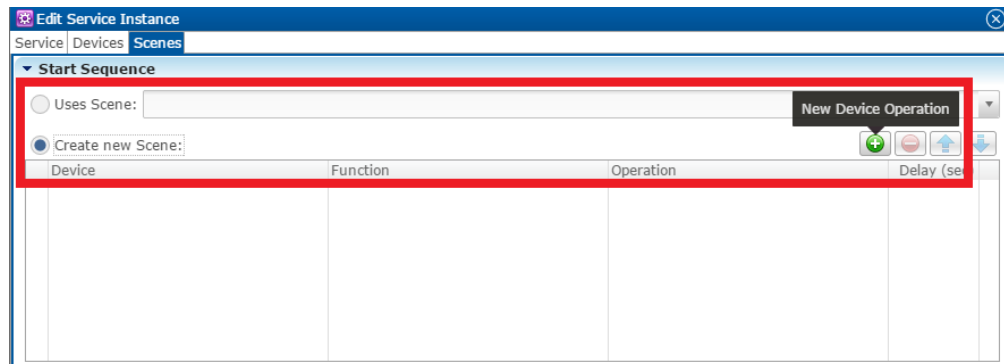 Edit Service Instance
Service Devices Scenes
Start Sequence
Uses Scene:
New Device Operation
Create new Scene:
Device Function Operation Delay (sec